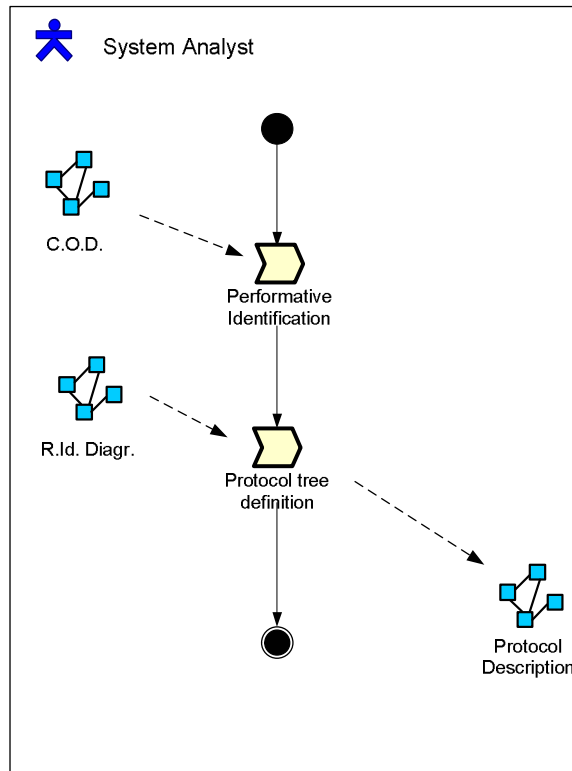 System Analyst
C.O.D.
Performative
Identification
R.Id. Diagr.
Protocol tree
definition
Protocol
Description